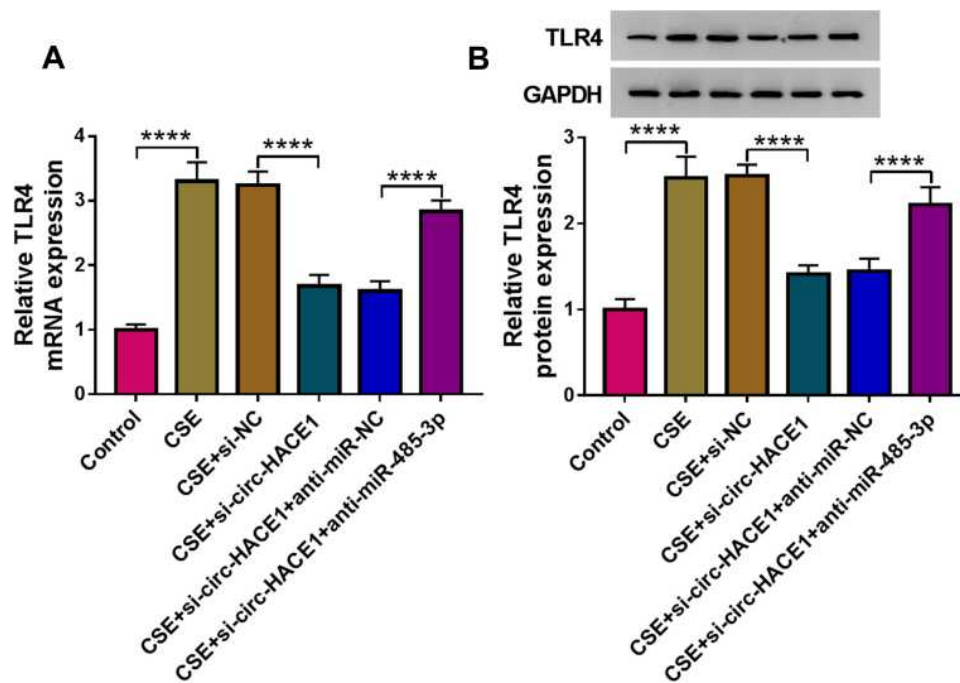 A
Relative TLR4
mRNA expression
4
3
2
1
0
****
****
****
Control
CSE
CSE+si-NC
CSE+si-circ-HACE1
CSE+si-circ-HACE1+anti-miR-NC
CSE+si-circ-HACE1+anti-miR-485-3p
B
TLR4
GAPDH
Relative TLR4
protein expression
3
2
1
0
****
****
****
Control
CSE
CSE+si-NC
CSE+si-circ-HACE1
CSE+si-circ-HACE1+anti-miR-NC
CSE+si-circ-HACE1+anti-miR-485-3p